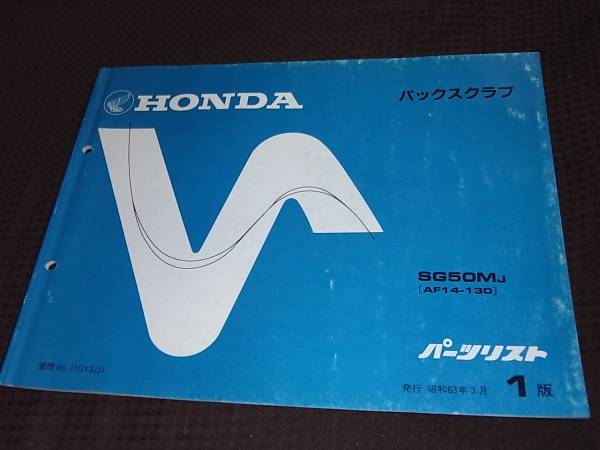 HONDA
パックスクラブ
SG50MJ
〔AF14-130〕
パーツリスト
発行 昭和63年3月 1版